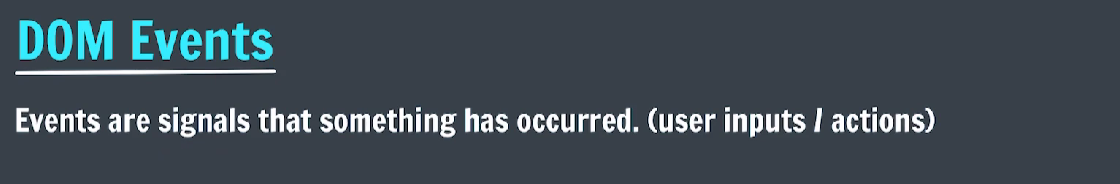 DOM Events
Events are signals that something has occurred. (user inputs / actions)